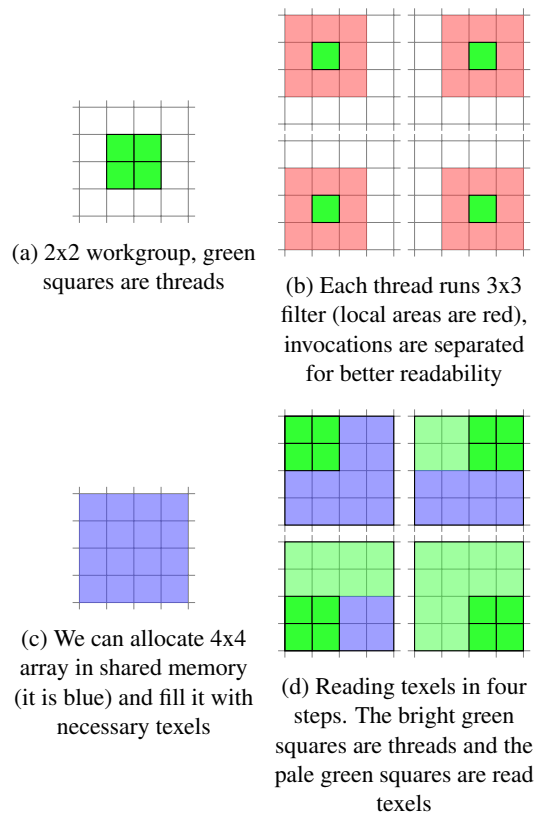 (a) 2x2 workgroup, green
squares are threads
(b) Each thread runs 3x3
filter (local areas are red),
invocations are separated
for better readability
(c) We can allocate 4x4
array in shared memory
(it is blue) and fill it with
necessary texels
(d) Reading texels in four
steps. The bright green
squares are threads and the
pale green squares are read
texels